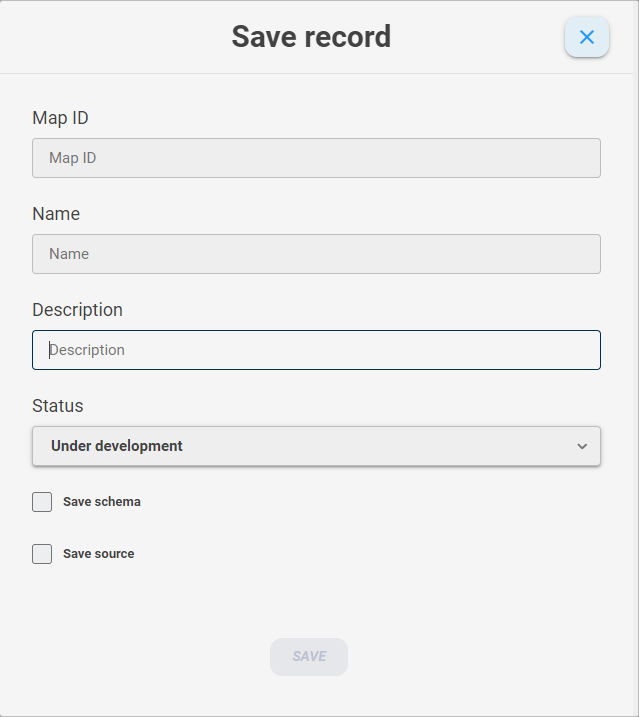 Save record
Map ID
Map ID
Name
Name
Description
Description
Status
Under development
Save schema
Save source
SAVE